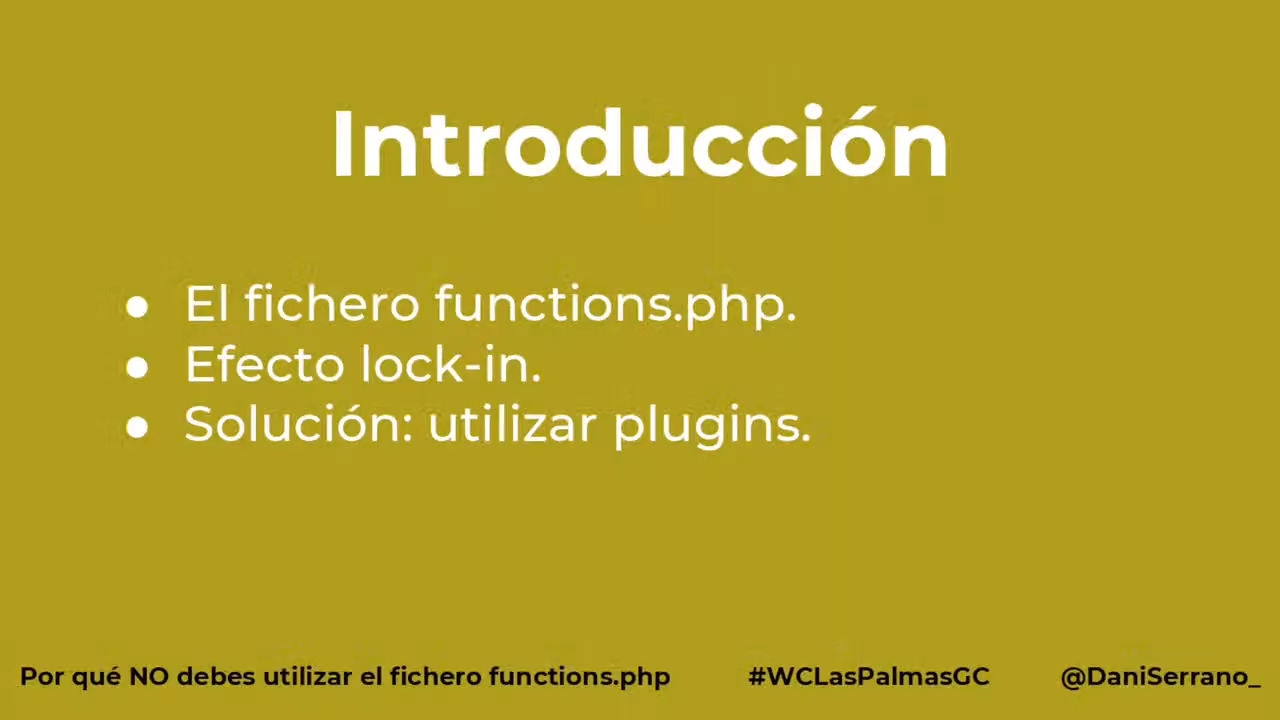 Introducción
● El fichero functions.php.
● Efecto lock-in.
● Solución: utilizar plugins.
Por qué NO debes utilizar el fichero functions.php #WCLasPalmasGC @DaniSerrano_